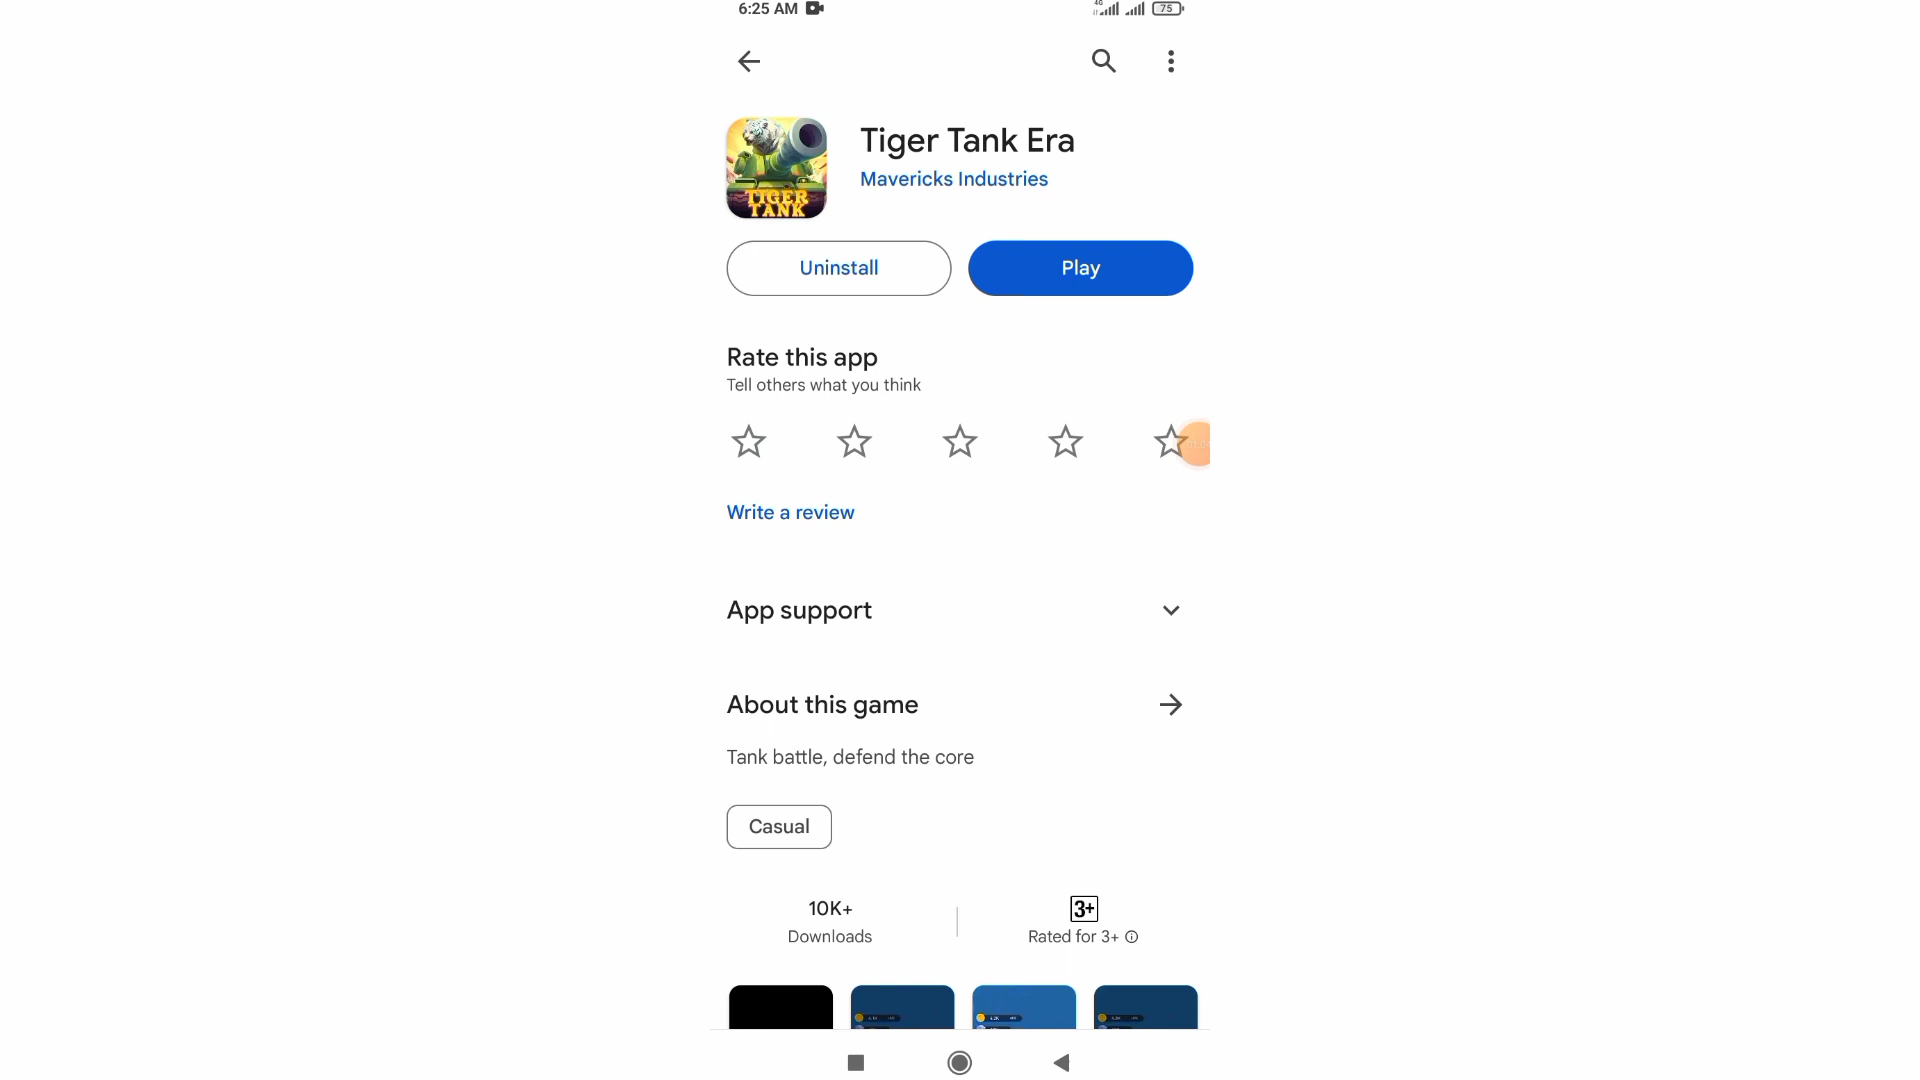 6:25 AM
4G
75
Tiger Tank Era
Mavericks Industries
TIGER
TANK
Uninstall
Play
Rate this app
Tell others what you think
Write a review
App support
About this game
Tank battle, defend the core
Casual
10K+
Downloads
3+
Rated for 3+